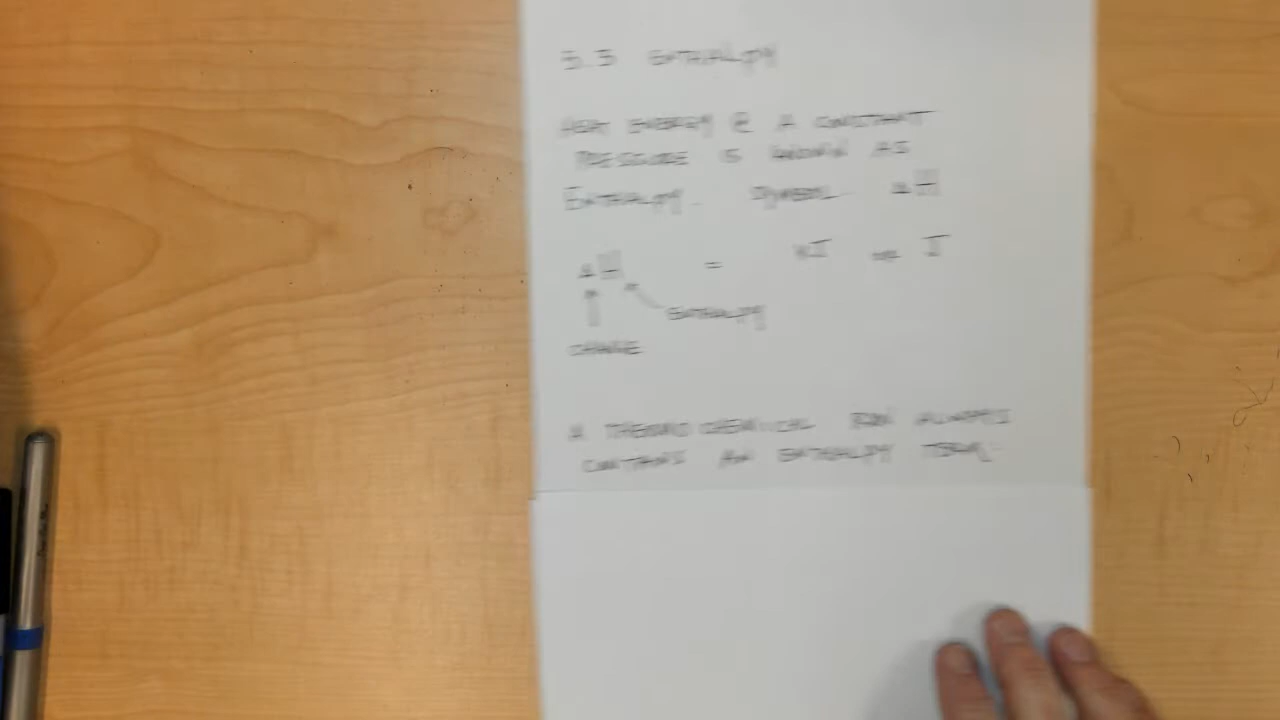 5.3 ENTHALPY
HEAT ENERGY @ A CONSTANT
PRESSURE IS KNOWN AS
ENTHALPY. SYMBOL ΔH
ΔH = KJ or J
ENTHALPY
CHANGE
A THERMOCHEMICAL RXN ALWAYS
CONTAINS AN ENTHALPY TERM.